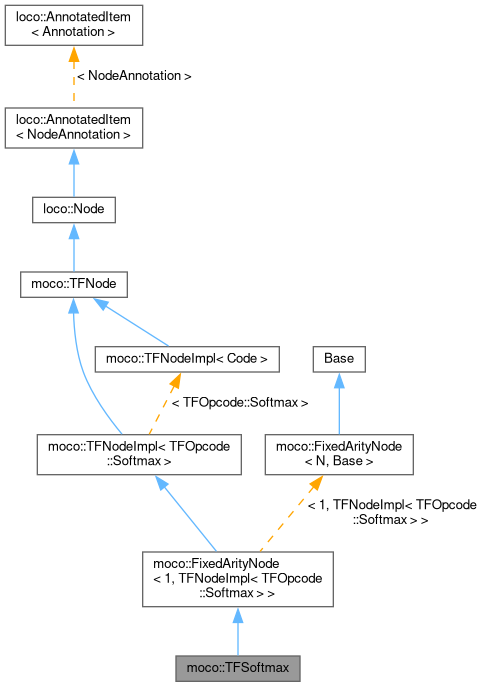 loco::AnnotatedItem
< Annotation >
< NodeAnnotation >
loco::AnnotatedItem
< NodeAnnotation >
loco::Node
moco::TFNode
moco::TFNodeImpl< Code >
Base
< TFOpcode::Softmax >
moco::TFNodeImpl< TFOpcode
::Softmax >
moco::FixedArityNode
< N, Base >
< 1, TFNodeImpl< TFOpcode
::Softmax > >
moco::FixedArityNode
< 1, TFNodeImpl< TFOpcode
::Softmax > >
moco::TFSoftmax